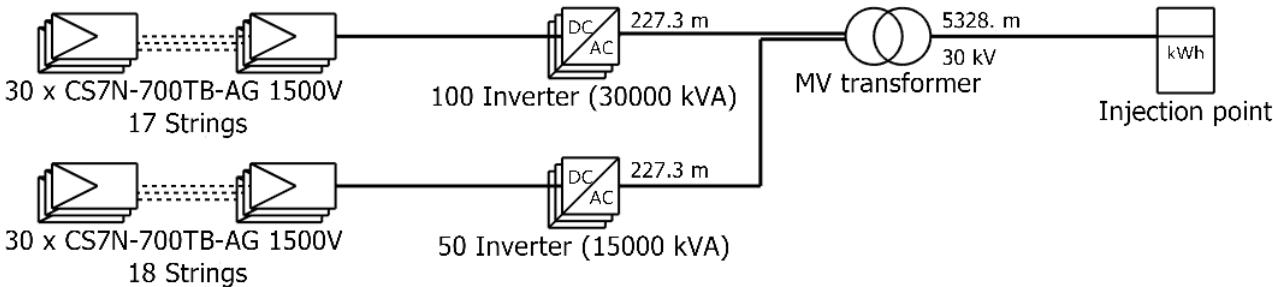 DC
AC
227.3 m
5328. m
30 kV
kWh
30 x CS7N-700TB-AG 1500V
17 Strings
100 Inverter (30000 kVA)
MV transformer
Injection point
DC
AC
227.3 m
30 x CS7N-700TB-AG 1500V
18 Strings
50 Inverter (15000 kVA)